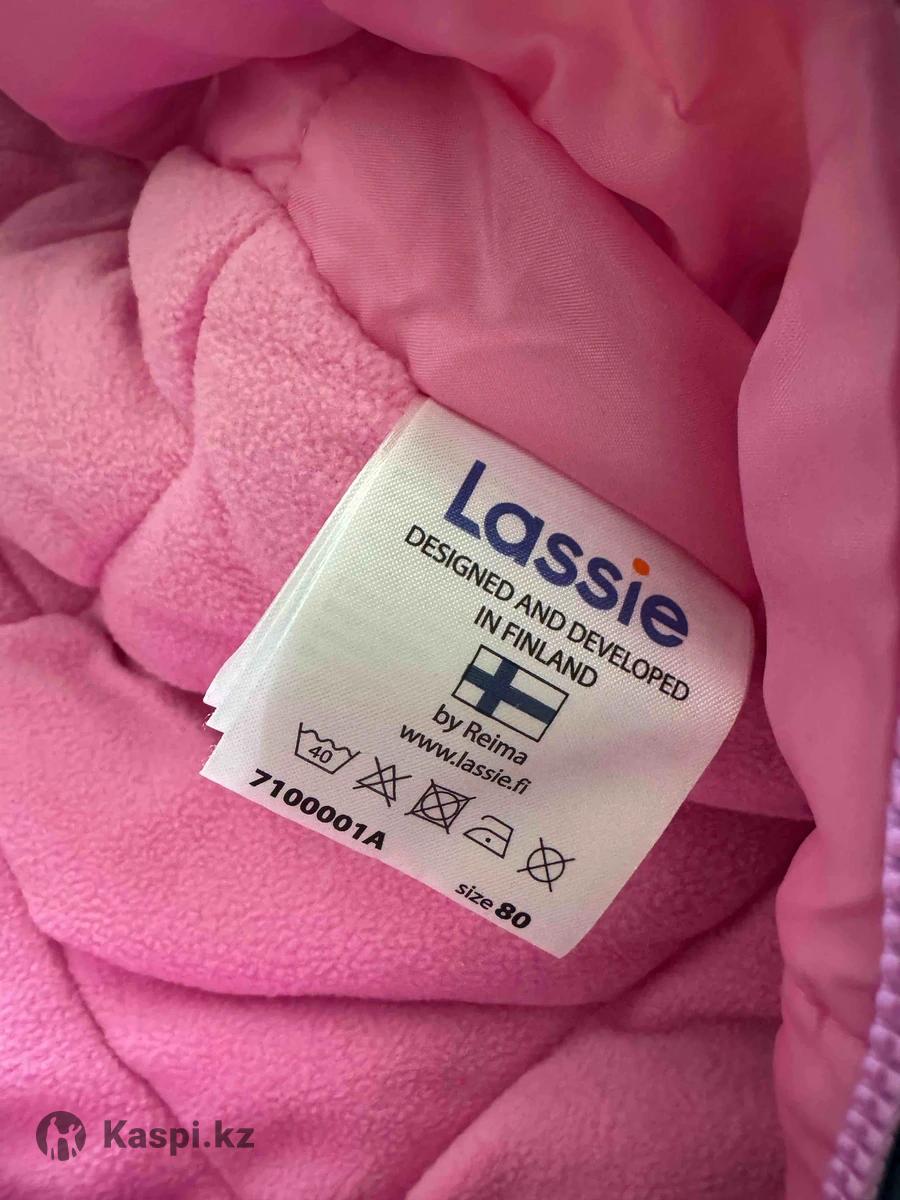 Lassie
DESIGNED AND DEVELOPED
IN FINLAND
by Reima
www.lassie.fi
40
7100001A
size 80
Kaspi.kz